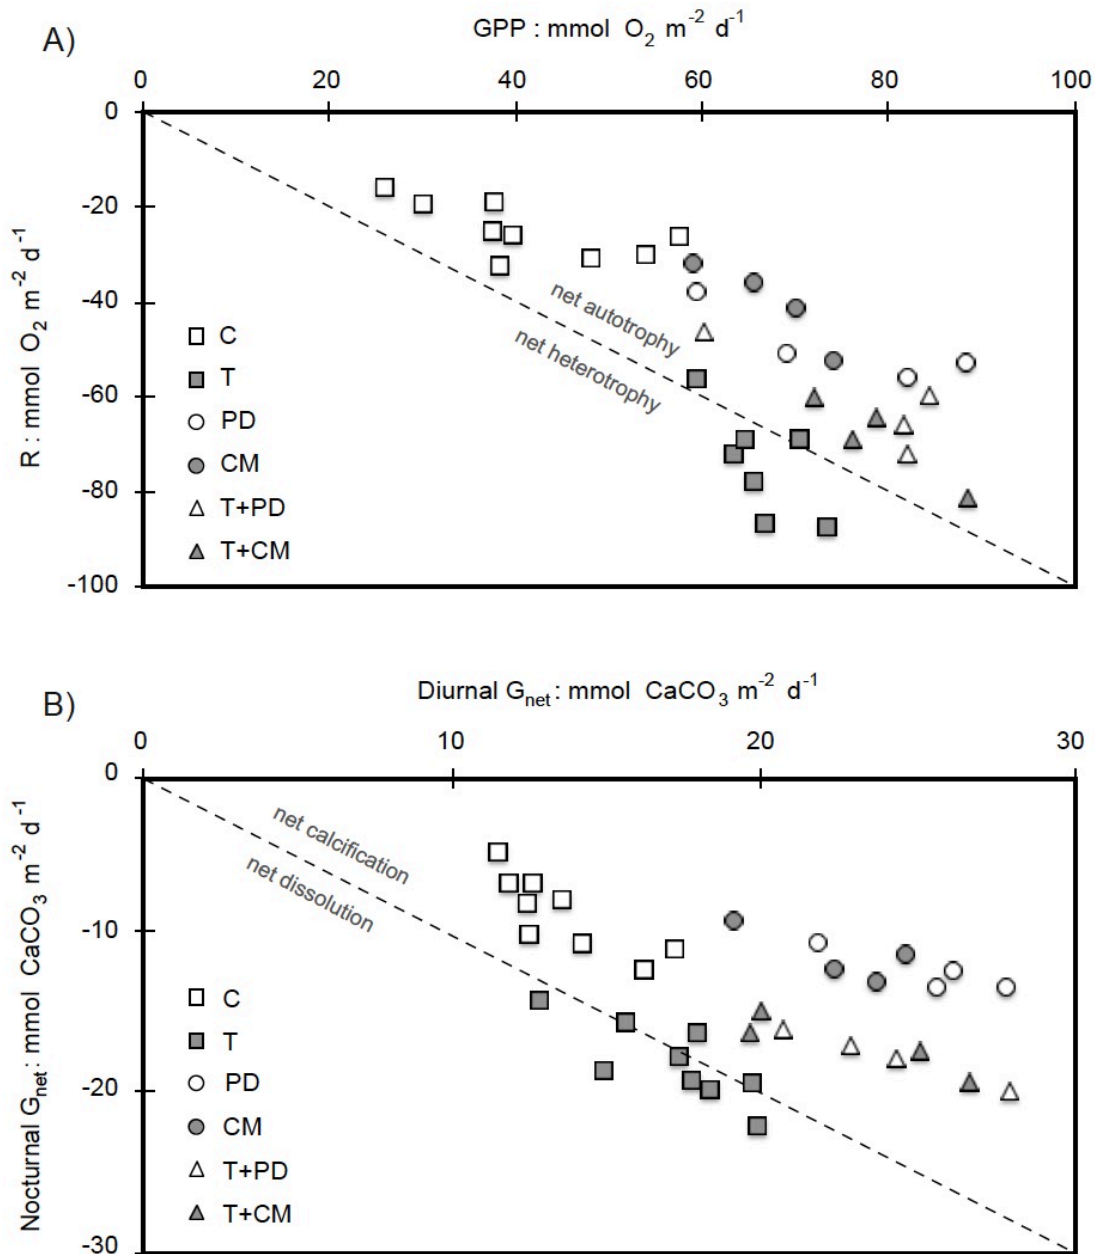 A)
GPP : mmol O₂ m⁻² d⁻¹
0 20 40 60 80 100
0
-20
-40
-60
-80
-100
R : mmol O₂ m⁻² d⁻¹
net autotrophy
net heterotrophy
C
T
PD
CM
T+PD
T+CM
B)
Diurnal Gnet : mmol CaCO₃ m⁻² d⁻¹
0 10 20 30
0
-10
-20
-30
Nocturnal Gnet : mmol CaCO₃ m⁻² d⁻¹
net calcification
net dissolution
C
T
PD
CM
T+PD
T+CM